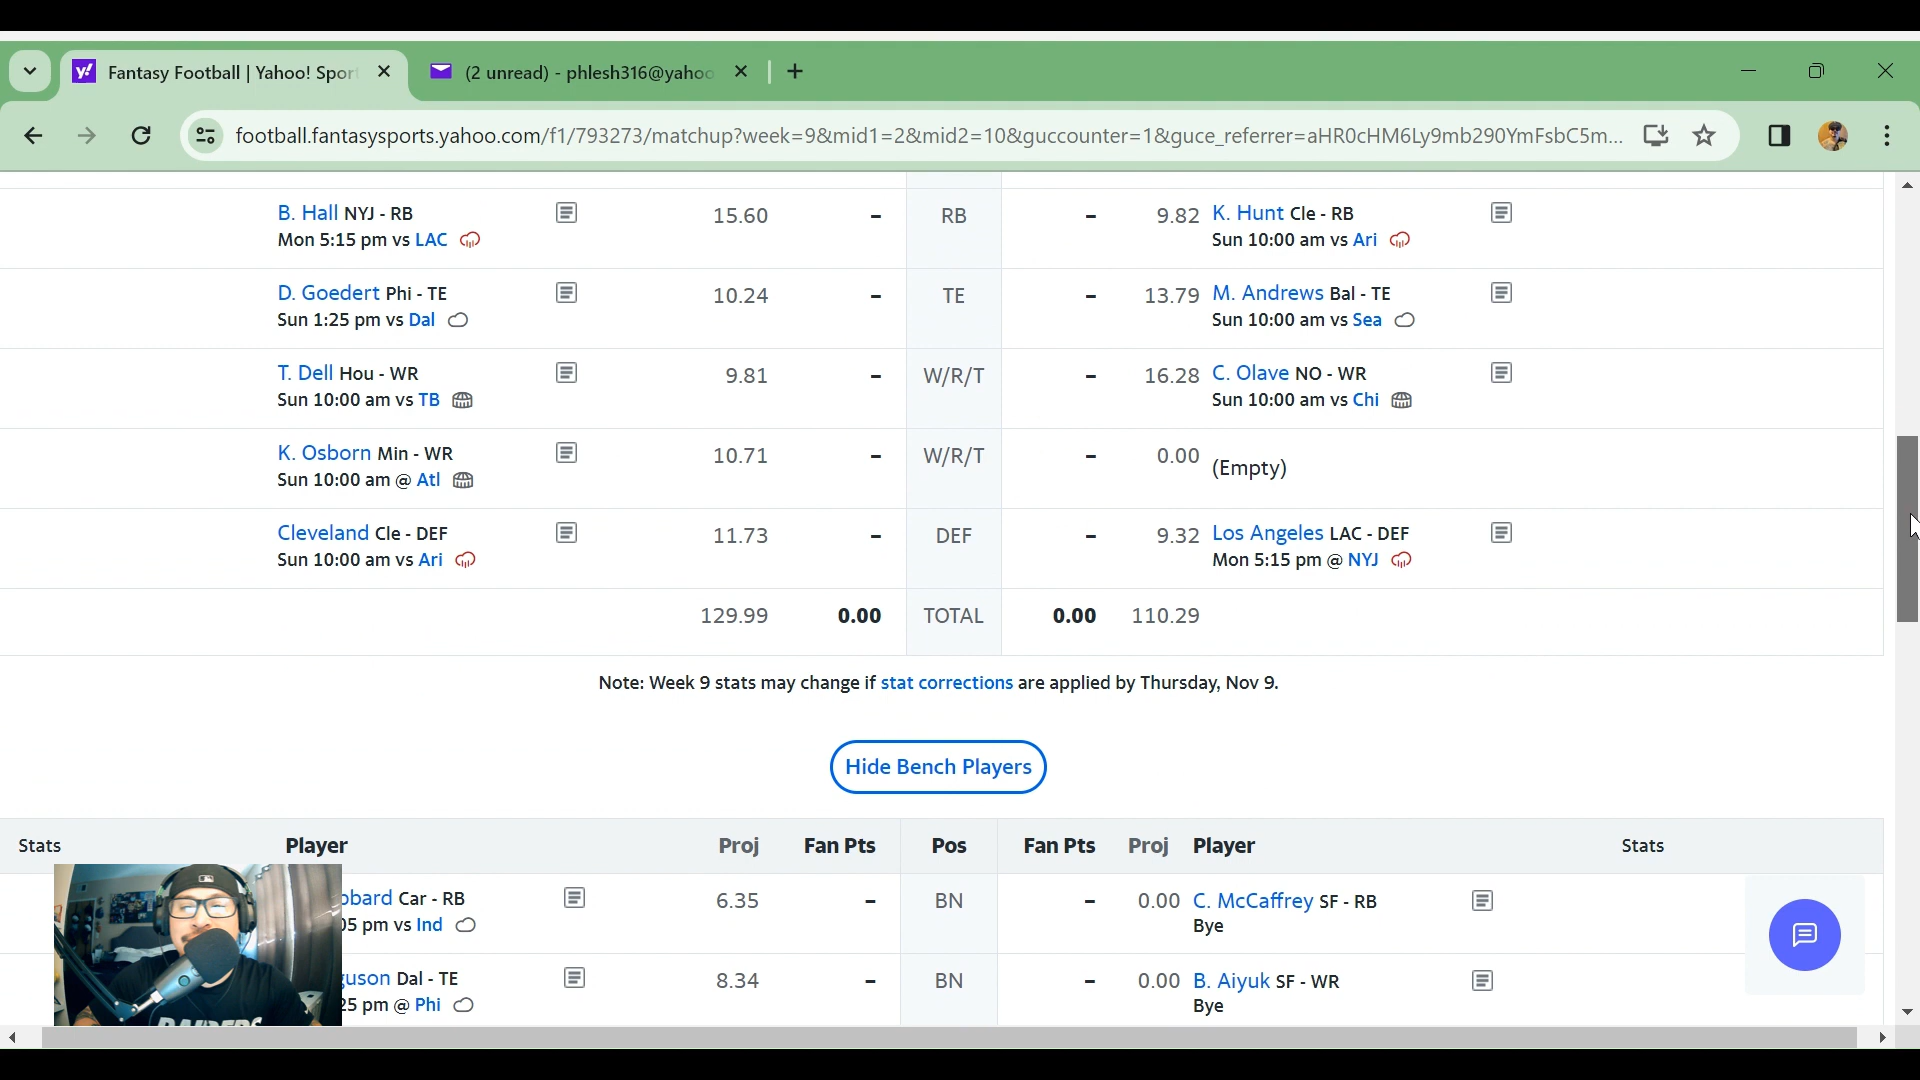 Fantasy Football | Yahoo! Spor
(2 unread) - phlesh316@yahoo
football.fantasysports.yahoo.com/f1/793273/matchup?week=9&mid1=2&mid2=10&guccounter=1&guce_referrer=aHR0cHM6Ly9mb290YmFsbC5m...
B. Hall NYJ - RB 15.60 – RB – 9.82 K. Hunt Cle - RB
Mon 5:15 pm vs LAC Sun 10:00 am vs Ari
D. Goedert Phi - TE 10.24 – TE – 13.79 M. Andrews Bal - TE
Sun 1:25 pm vs Dal Sun 10:00 am vs Sea
T. Dell Hou - WR 9.81 – W/R/T – 16.28 C. Olave NO - WR
Sun 10:00 am vs TB Sun 10:00 am vs Chi
K. Osborn Min - WR 10.71 – W/R/T – 0.00 (Empty)
Sun 10:00 am @ Atl
Cleveland Cle - DEF 11.73 – DEF – 9.32 Los Angeles LAC - DEF
Sun 10:00 am vs Ari Mon 5:15 pm @ NYJ
129.99 0.00 TOTAL 0.00 110.29
Note: Week 9 stats may change if stat corrections are applied by Thursday, Nov 9.
Hide Bench Players
Stats Player Proj Fan Pts Pos Fan Pts Proj Player Stats
bbard Car - RB 6.35 – BN – 0.00 C. McCaffrey SF - RB
05 pm vs Ind Bye
guson Dal - TE 8.34 – BN – 0.00 B. Aiyuk SF - WR
25 pm @ Phi Bye
RAIDERS